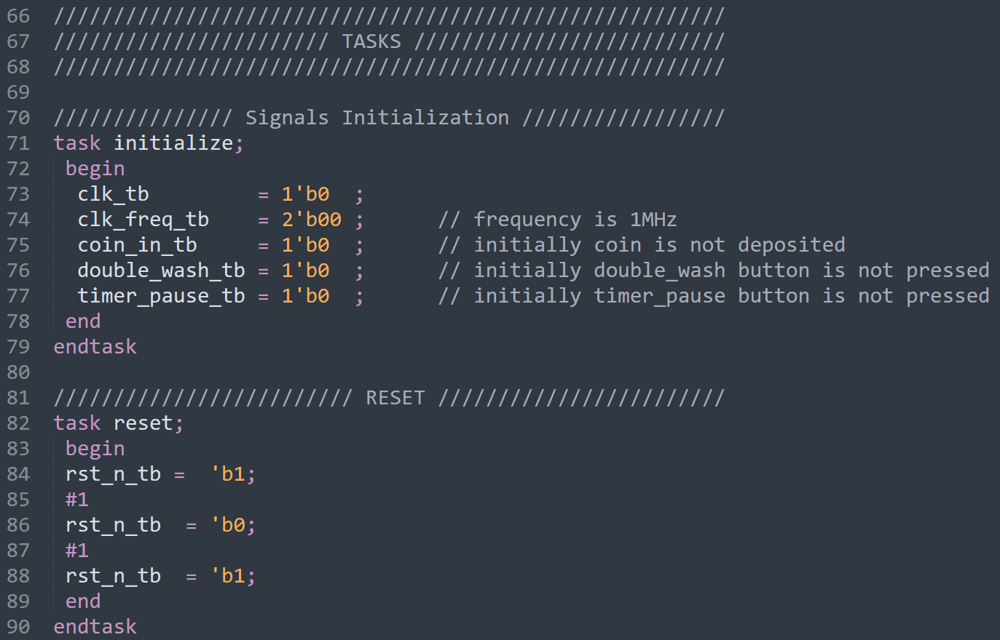 66 ////////////////////////////////////////////////////////
67 /////////////////////// TASKS //////////////////////////
68 ////////////////////////////////////////////////////////
69
70 /////////////// Signals Initialization /////////////////
71 task initialize;
72  begin
73   clk_tb         = 1'b0  ;
74   clk_freq_tb    = 2'b00 ;      // frequency is 1MHz
75   coin_in_tb     = 1'b0  ;      // initially coin is not deposited
76   double_wash_tb = 1'b0  ;      // initially double_wash button is not pressed
77   timer_pause_tb = 1'b0  ;      // initially timer_pause button is not pressed
78  end
79 endtask
80
81 ///////////////////////// RESET ////////////////////////
82 task reset;
83  begin
84  rst_n_tb =  'b1;
85  #1
86  rst_n_tb  = 'b0;
87  #1
88  rst_n_tb  = 'b1;
89  end
90 endtask